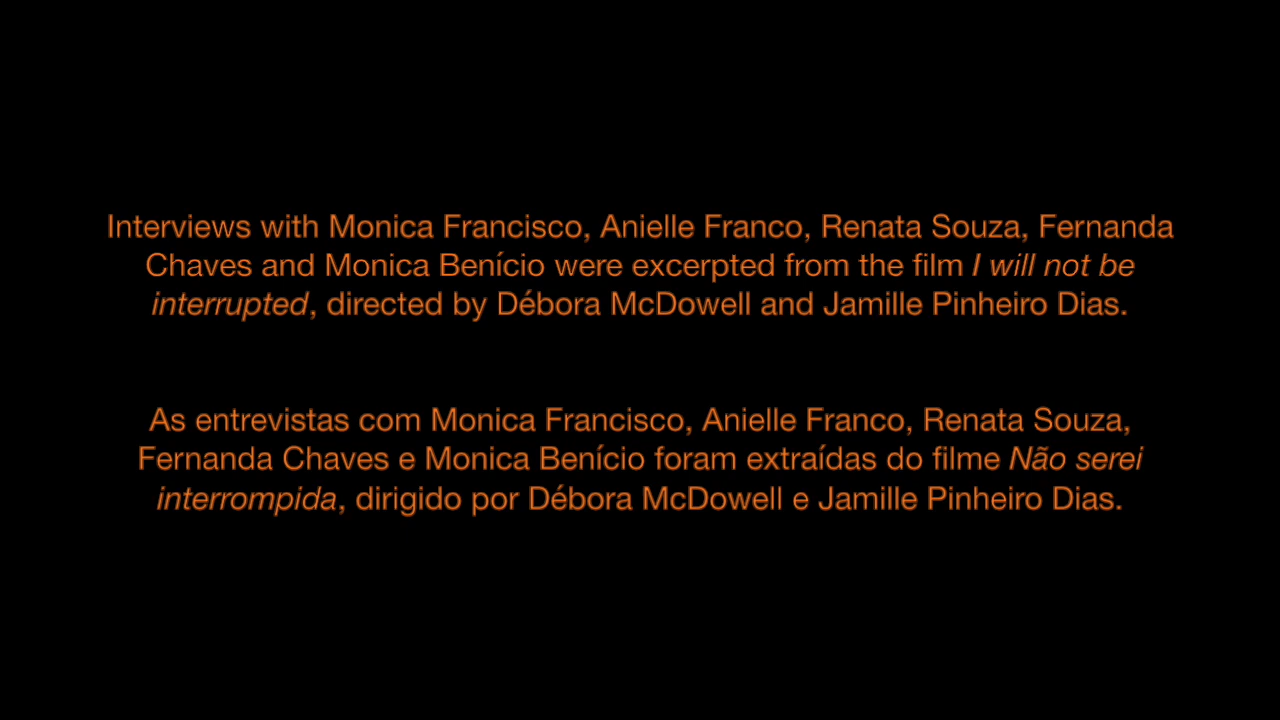 Interviews with Monica Francisco, Anielle Franco, Renata Souza, Fernanda
Chaves and Monica Benício were excerpted from the film I will not be
interrupted, directed by Débora McDowell and Jamille Pinheiro Dias.
As entrevistas com Monica Francisco, Anielle Franco, Renata Souza,
Fernanda Chaves e Monica Benício foram extraídas do filme Não serei
interrompida, dirigido por Débora McDowell e Jamille Pinheiro Dias.